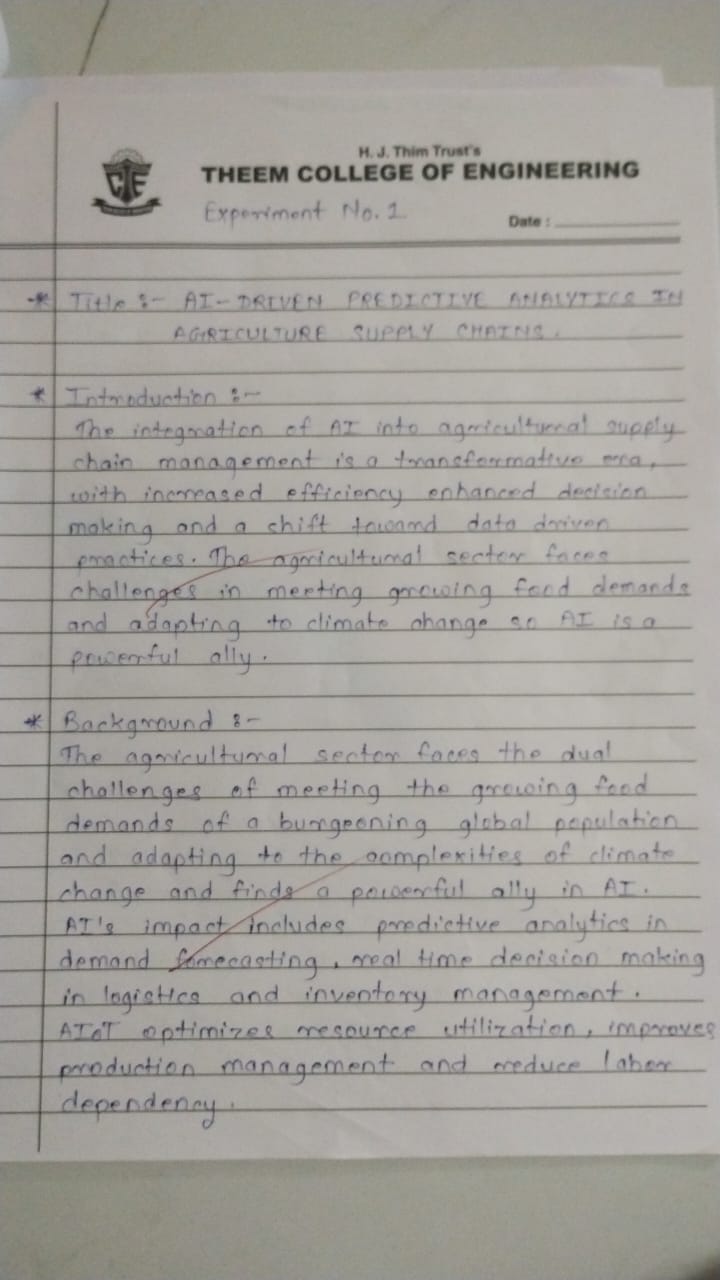 H. J. Thim Trust's
THEEM COLLEGE OF ENGINEERING
Experiment No. 1
Date :
* Title :- AI-DRIVEN PREDICTIVE ANALYTICS IN
AGRICULTURE SUPPLY CHAINS.
* Introduction :-
The integration of AI into agricultural supply
chain management is a transformative era,
with increased efficiency enhanced decision
making and a shift toward data driven
practices. The agricultural sector faces
challenges in meeting growing food demands
and adapting to climate change so AI is a
powerful ally.
* Background :-
The agricultural sector faces the dual
challenges of meeting the growing food
demands of a burgeoning global population
and adapting to the complexities of climate
change and finds a powerful ally in AI.
AI's impact includes predictive analytics in
demand forecasting, real time decision making
in logistics and inventory management.
AIoT optimizes resource utilization, improves
production management and reduce labor
dependency.